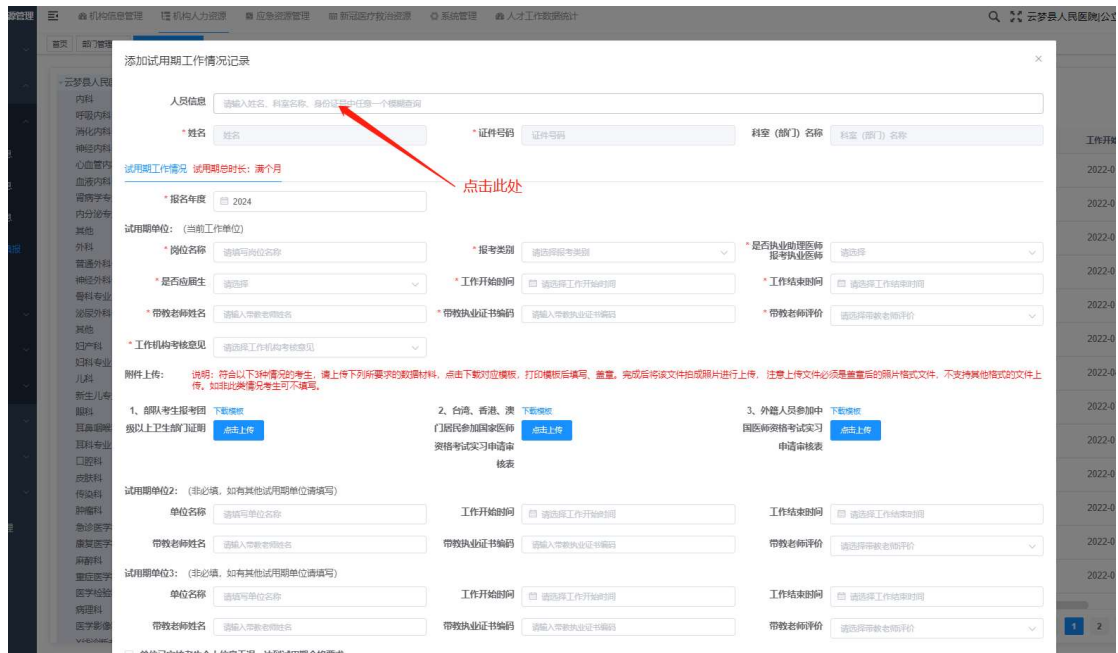 机构信息管理 机构人力资源 应急资源管理 新冠医疗救治资源 系统管理 人才工作数据统计 云梦县人民医院(公立
首页 部门管理
添加试用期工作情况记录
人员信息 请输入姓名、科室名称、身份证号中任意一个模糊查询
*姓名 姓名 *证件号码 证件号码 科室（部门）名称 科室（部门）名称
试用期工作情况 试用期总时长：满个月
点击此处
*报名年度 2024
试用期单位：（当前工作单位）
*岗位名称 请填写岗位名称 *报考类别 请选择报考类别 *是否执业助理医师报考执业医师 请选择
*是否应届生 请选择 *工作开始时间 请选择工作开始时间 *工作结束时间 请选择工作结束时间
*带教老师姓名 请输入带教老师姓名 *带教执业证书编码 请输入带教执业证书编码 *带教老师评价 请选择带教老师评价
*工作机构考核意见 请选择工作机构考核意见
附件上传： 说明：符合以下3种情况的考生，请上传下列所要求的数据材料，点击下载对应模板，打印模板后填写、盖章。完成后将该文件拍成照片进行上传，注意上传文件必须是盖章后的照片格式文件，不支持其他格式的文件上
传。如非此类情况考生可不填写。
1、部队考生报考团 下载模板 2、台湾、香港、澳 下载模板 3、外籍人员参加中 下载模板
级以上卫生部门证明 点击上传 门居民参加国家医师 点击上传 国医师资格考试实习 点击上传
资格考试实习申请审 申请审核表
核表
试用期单位2：（非必填，如有其他试用期单位请填写）
单位名称 请填写单位名称 工作开始时间 请选择工作开始时间 工作结束时间 请选择工作结束时间
带教老师姓名 请输入带教老师姓名 带教执业证书编码 请输入带教执业证书编码 带教老师评价 请选择带教老师评价
试用期单位3：（非必填，如有其他试用期单位请填写）
单位名称 请填写单位名称 工作开始时间 请选择工作开始时间 工作结束时间 请选择工作结束时间
带教老师姓名 请输入带教老师姓名 带教执业证书编码 请输入带教执业证书编码 带教老师评价 请选择带教老师评价
云梦县人民医
内科
呼吸内科
消化内科
神经内科
心血管内
血液内科
肾病学专
内分泌专
其他
外科
普通外科
神经外科
骨科专业
泌尿外科
其他
妇产科
妇科专业
儿科
新生儿专
眼科
耳鼻咽喉
耳科专业
口腔科
皮肤科
传染科
肿瘤科
急诊医学
康复医学
麻醉科
重症医学
医学检验
病理科
医学影像
工作开始
2022-0
2022-0
2022-0
2022-0
2022-0
2022-0
2022-0
2022-0
2022-0
2022-0
2022-0
2022-0
2022-0
1 2